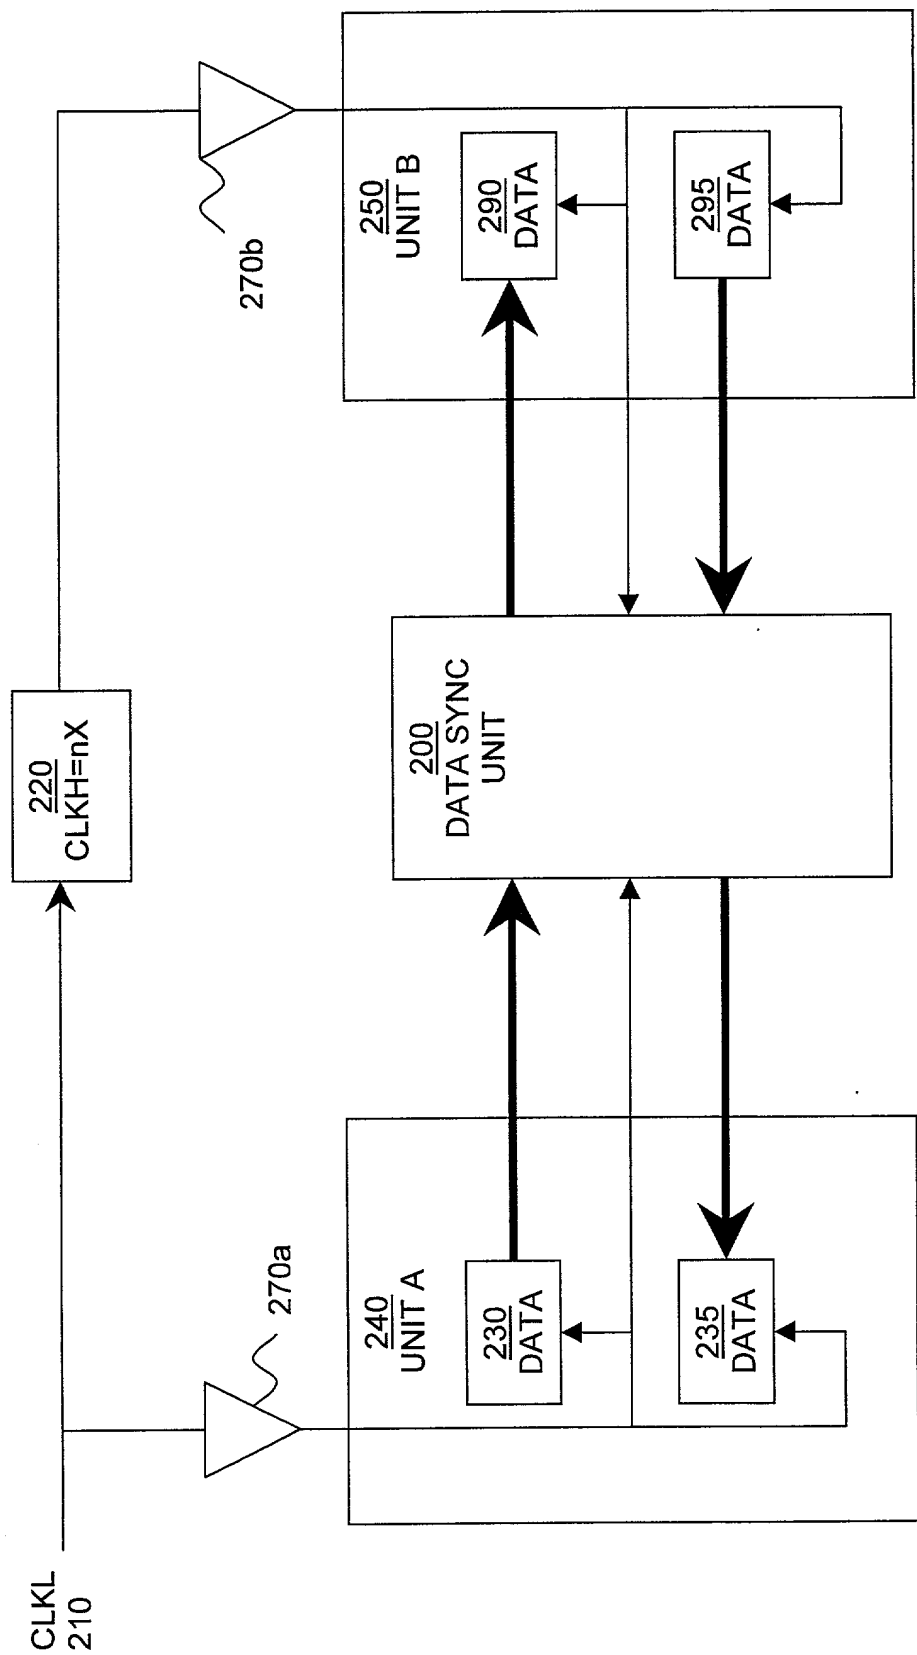 CLKL
210
220
CLKH=nX
270a
270b
240
UNIT A
230
DATA
235
DATA
200
DATA SYNC
UNIT
250
UNIT B
290
DATA
295
DATA